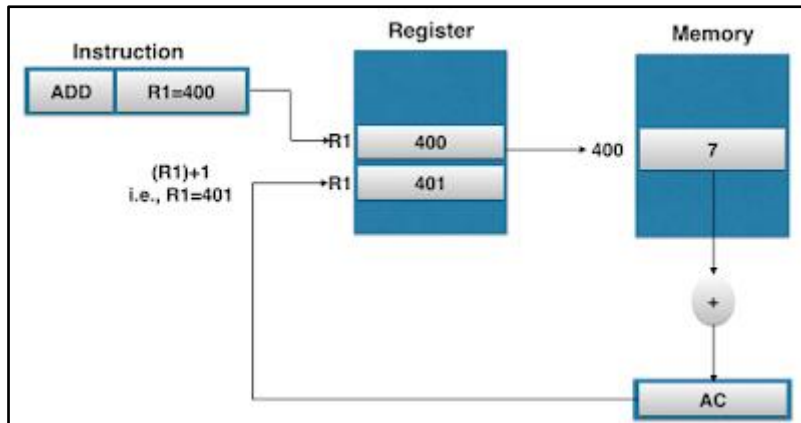 Instruction
Register
Memory
ADD
R1=400
R1
400
400
7
(R1)+1
i.e., R1=401
R1
401
+
AC